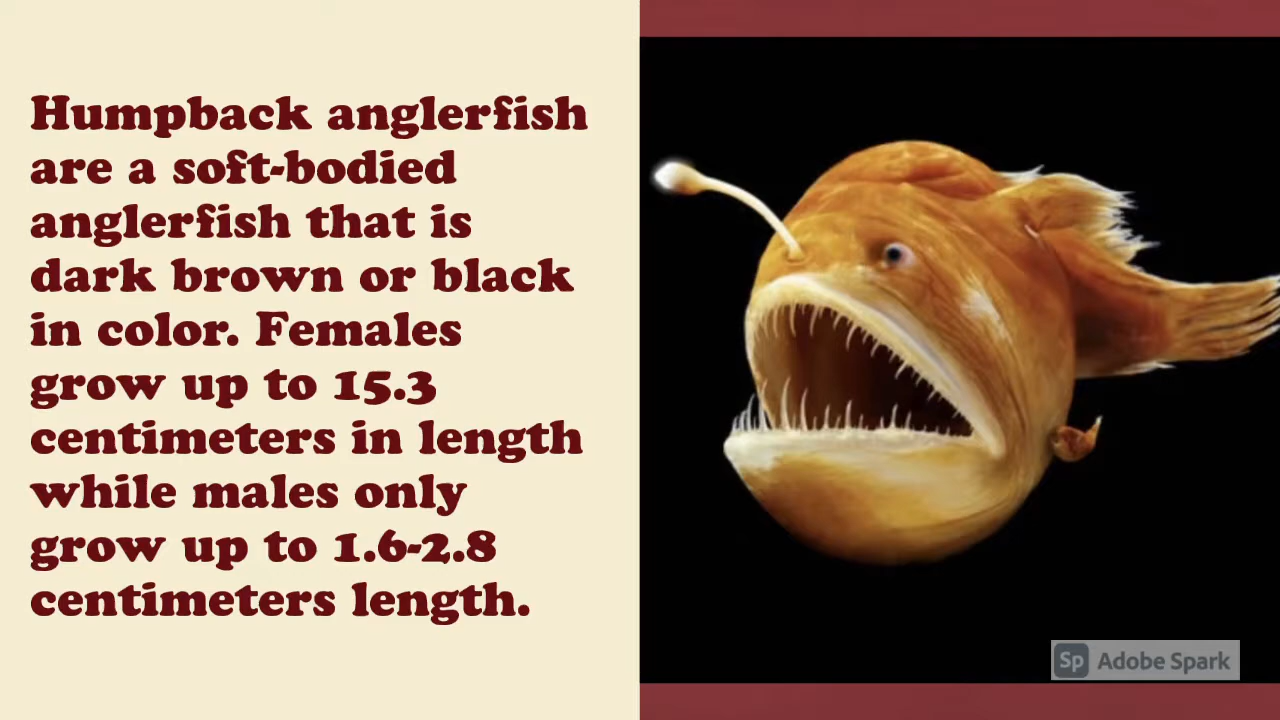 Humpback anglerfish
are a soft-bodied
anglerfish that is
dark brown or black
in color. Females
grow up to 15.3
centimeters in length
while males only
grow up to 1.6-2.8
centimeters length.
Sp Adobe Spark